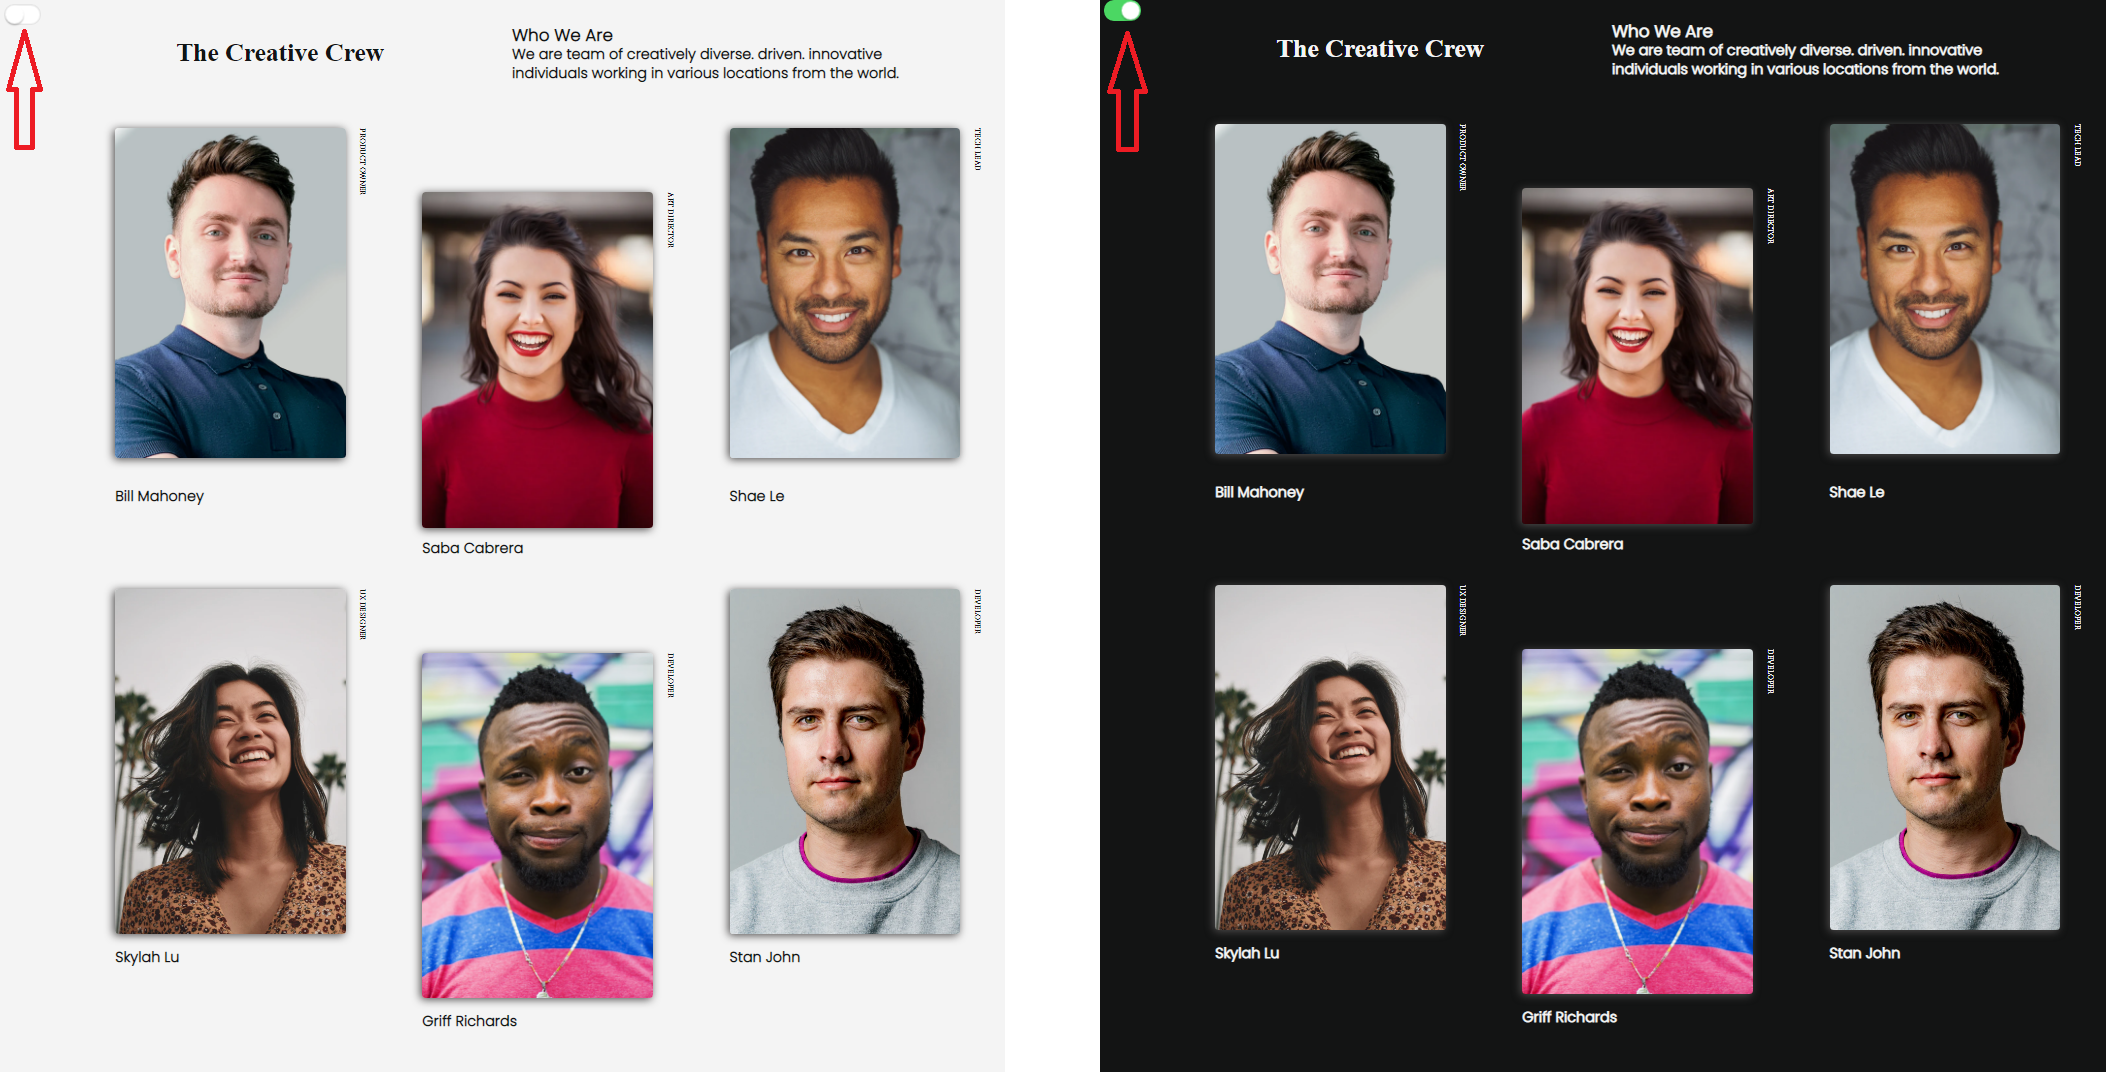 The Creative Crew
Who We Are
We are team of creatively diverse. driven. innovative
individuals working in various locations from the world.
PRODUCT OWNER
ART DIRECTOR
TECH LEAD
Bill Mahoney
Saba Cabrera
Shae Le
UX DESIGNER
DEVELOPER
DEVELOPER
Skylah Lu
Griff Richards
Stan John
The Creative Crew
Who We Are
We are team of creatively diverse. driven. innovative
individuals working in various locations from the world.
PRODUCT OWNER
ART DIRECTOR
TECH LEAD
Bill Mahoney
Saba Cabrera
Shae Le
UX DESIGNER
DEVELOPER
DEVELOPER
Skylah Lu
Griff Richards
Stan John